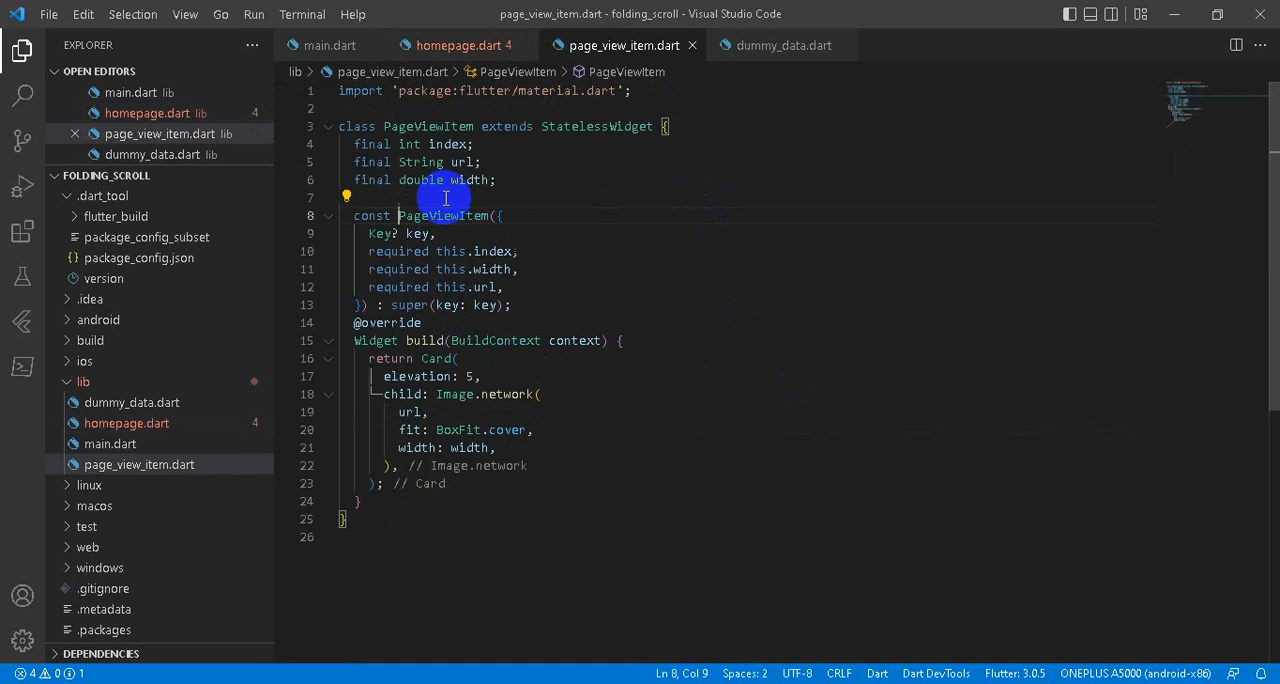 File Edit Selection View Go Run Terminal Help
page_view_item.dart - folding_scroll - Visual Studio Code
EXPLORER
OPEN EDITORS
main.dart lib
homepage.dart lib 4
page_view_item.dart lib
dummy_data.dart lib
FOLDING_SCROLL
.dart_tool
flutter_build
package_config_subset
package_config.json
version
.idea
android
build
ios
lib
dummy_data.dart
homepage.dart 4
main.dart
page_view_item.dart
linux
macos
test
web
windows
.gitignore
.metadata
.packages
DEPENDENCIES
main.dart homepage.dart 4 page_view_item.dart dummy_data.dart
lib > page_view_item.dart > PageViewItem > PageViewItem
1 import 'package:flutter/material.dart';
2
3 class PageViewItem extends StatelessWidget {
4 final int index;
5 final String url;
6 final double width;
7
8 const PageViewItem({
9 Key? key,
10 required this.index,
11 required this.width,
12 required this.url,
13 }) : super(key: key);
14 @override
15 Widget build(BuildContext context) {
16 return Card(
17 elevation: 5,
18 child: Image.network(
19 url,
20 fit: BoxFit.cover,
21 width: width,
22 ), // Image.network
23 ); // Card
24 }
25 }
26
4 0 1 Ln 8, Col 9 Spaces: 2 UTF-8 CRLF Dart Dart DevTools Flutter: 3.0.5 ONEPLUS A5000 (android-x86)